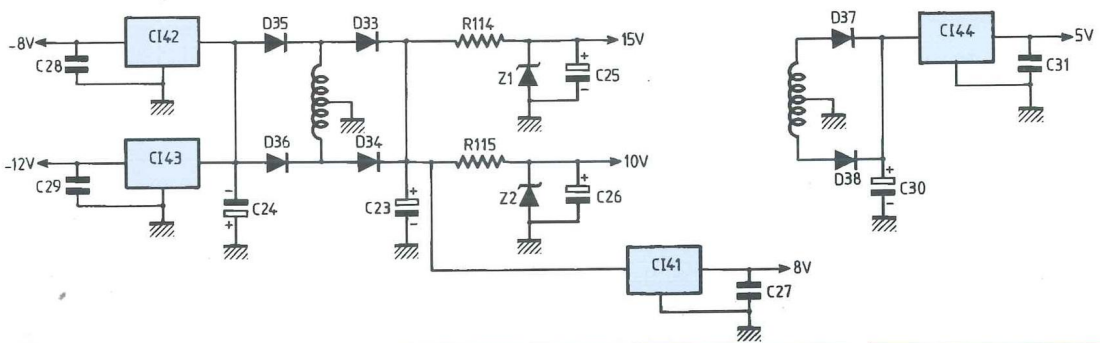 D35
D33
R114
15V
-8V
CI42
C28
Z1
+
C25
-
D37
CI44
5V
C31
D36
D34
R115
10V
-12V
CI43
C29
-
C24
+
C23
+
-
Z2
+
C26
-
D38
+
C30
-
CI41
8V
C27